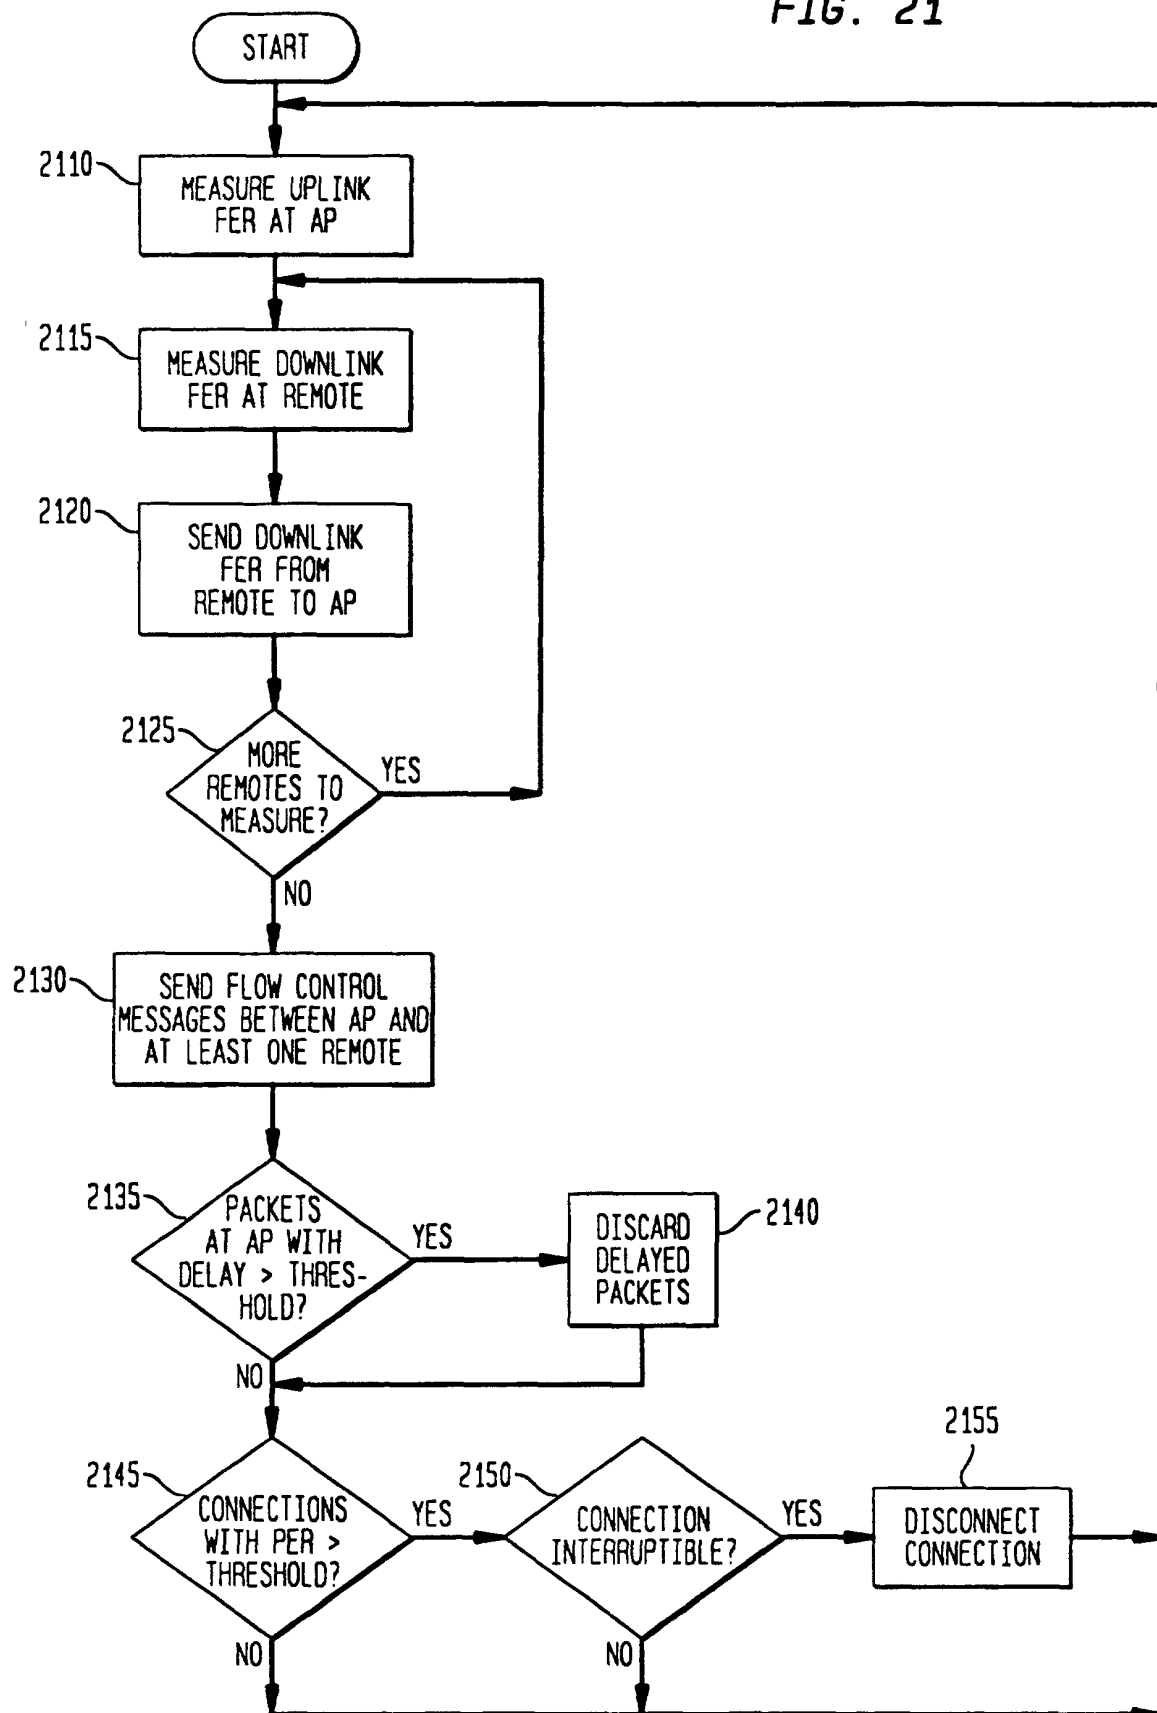 FIG. 21
START
2110
MEASURE UPLINK
FER AT AP
2115
MEASURE DOWNLINK
FER AT REMOTE
2120
SEND DOWNLINK
FER FROM
REMOTE TO AP
2125
MORE
REMOTES TO
MEASURE?
YES
NO
2130
SEND FLOW CONTROL
MESSAGES BETWEEN AP AND
AT LEAST ONE REMOTE
2135
PACKETS
AT AP WITH
DELAY > THRES-
HOLD?
YES
2140
DISCARD
DELAYED
PACKETS
NO
2145
CONNECTIONS
WITH PER >
THRESHOLD?
YES
2150
CONNECTION
INTERRUPTIBLE?
YES
2155
DISCONNECT
CONNECTION
NO
NO